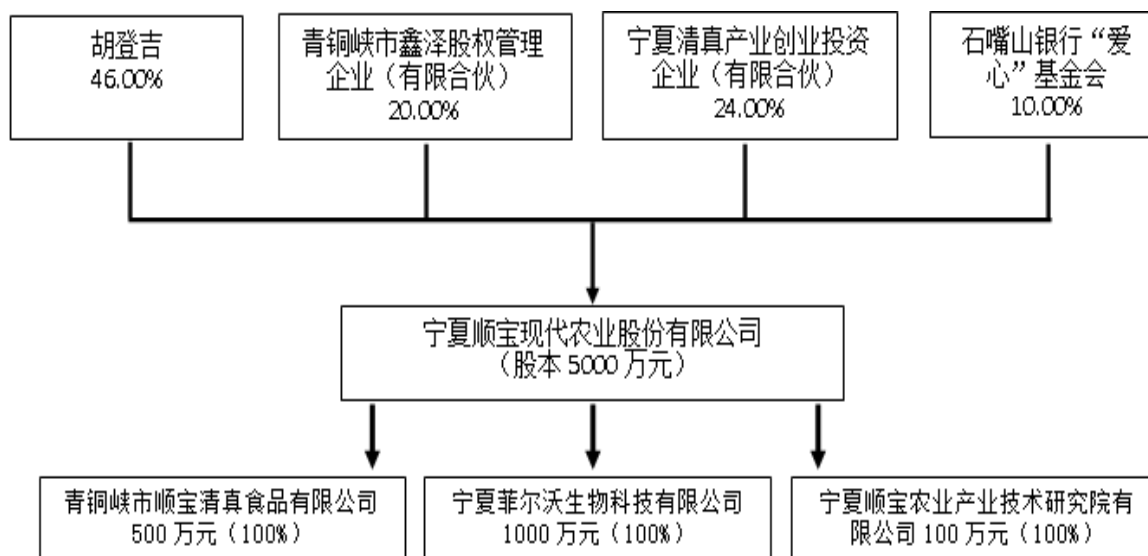 胡登吉
46.00%
青铜峡市鑫泽股权管理
企业（有限合伙）
20.00%
宁夏清真产业创业投资
企业（有限合伙）
24.00%
石嘴山银行“爱
心”基金会
10.00%
宁夏顺宝现代农业股份有限公司
（股本 5000 万元）
青铜峡市顺宝清真食品有限公司
500 万元（100%）
宁夏菲尔沃生物科技有限公司
1000 万元（100%）
宁夏顺宝农业产业技术研究院有
限公司 100 万元（100%）